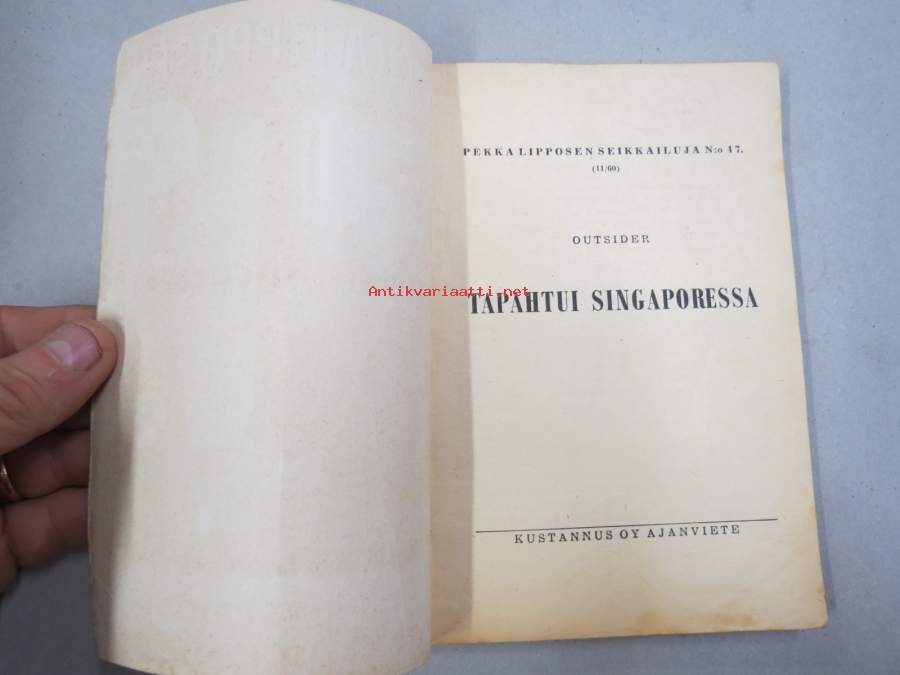 PEKKA LIPPOSEN SEIKKAILUJA N:o 47.
(11/60)
OUTSIDER
Antikvariaatti.net
TAPAHTUI SINGAPORESSA
KUSTANNUS OY AJANVIETE